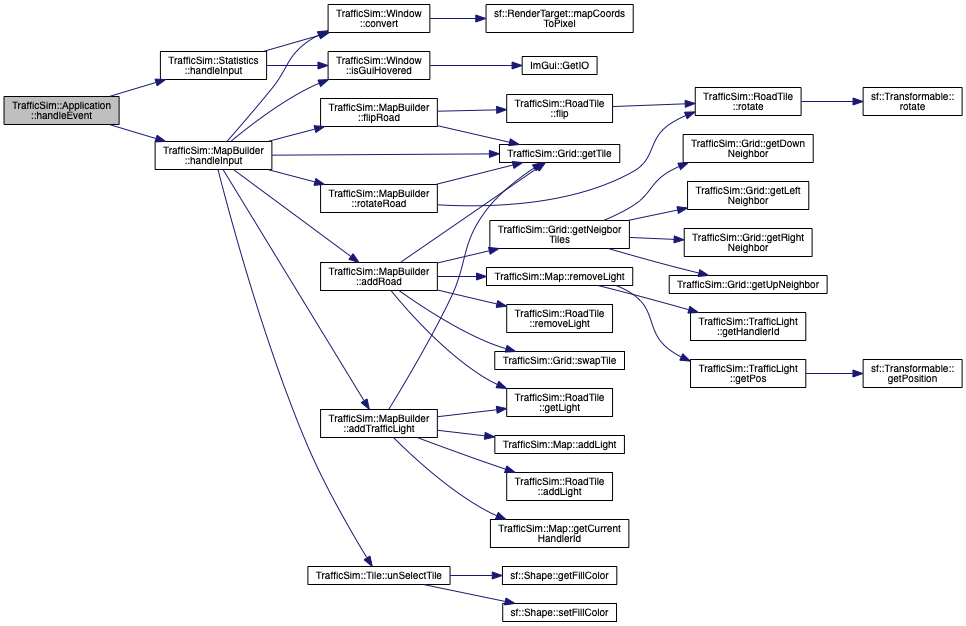 TrafficSim::Application
::handleEvent
TrafficSim::Statistics
::handleInput
TrafficSim::MapBuilder
::handleInput
TrafficSim::Window
::convert
TrafficSim::Window
::isGuiHovered
TrafficSim::MapBuilder
::flipRoad
TrafficSim::MapBuilder
::rotateRoad
TrafficSim::MapBuilder
::addRoad
TrafficSim::MapBuilder
::addTrafficLight
TrafficSim::Tile::unSelectTile
sf::RenderTarget::mapCoords
ToPixel
ImGui::GetIO
TrafficSim::RoadTile
::flip
TrafficSim::Grid::getTile
TrafficSim::Grid::getNeigbor
Tiles
TrafficSim::Map::removeLight
TrafficSim::RoadTile
::removeLight
TrafficSim::Grid::swapTile
TrafficSim::RoadTile
::getLight
TrafficSim::Map::addLight
TrafficSim::RoadTile
::addLight
TrafficSim::Map::getCurrent
HandlerId
sf::Shape::getFillColor
sf::Shape::setFillColor
TrafficSim::RoadTile
::rotate
TrafficSim::Grid::getDown
Neighbor
TrafficSim::Grid::getLeft
Neighbor
TrafficSim::Grid::getRight
Neighbor
TrafficSim::Grid::getUpNeighbor
TrafficSim::TrafficLight
::getHandlerId
TrafficSim::TrafficLight
::getPos
sf::Transformable::
rotate
sf::Transformable::
getPosition